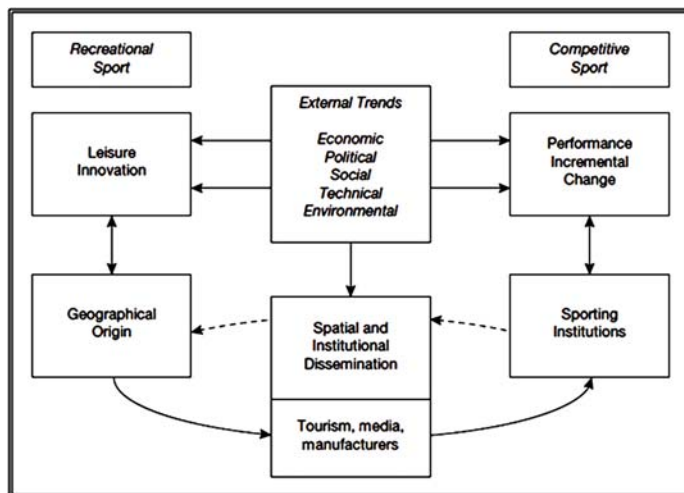 Recreational
Sport
Competitive
Sport
External Trends
Economic
Political
Social
Technical
Environmental
Leisure
Innovation
Performance
Incremental
Change
Geographical
Origin
Spatial and
Institutional
Dissemination
Sporting
Institutions
Tourism, media,
manufacturers